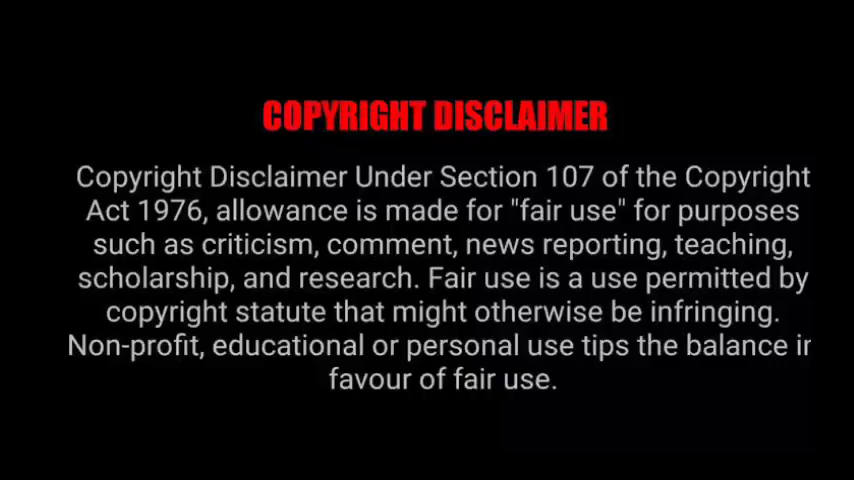 COPYRIGHT DISCLAIMER
Copyright Disclaimer Under Section 107 of the Copyright
Act 1976, allowance is made for "fair use" for purposes
such as criticism, comment, news reporting, teaching,
scholarship, and research. Fair use is a use permitted by
copyright statute that might otherwise be infringing.
Non-profit, educational or personal use tips the balance in
favour of fair use.